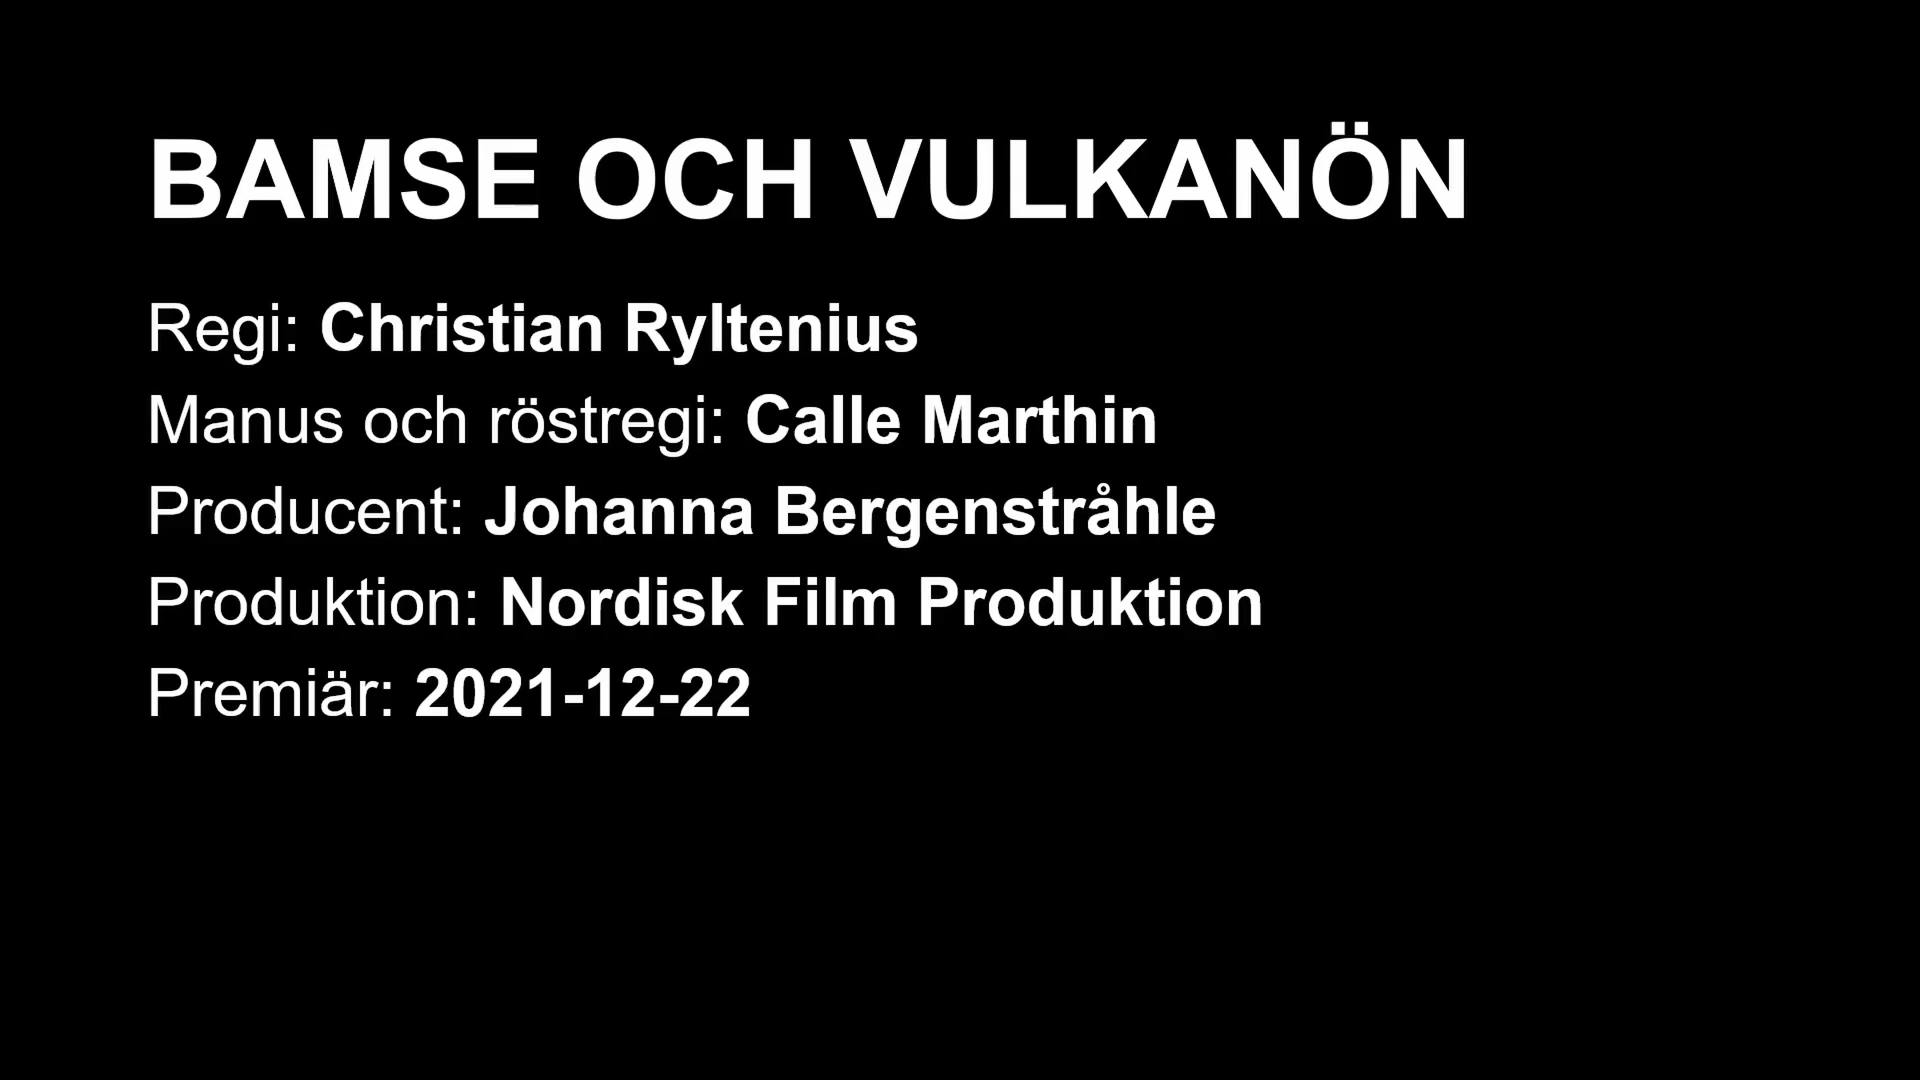 BAMSE OCH VULKANÖN
Regi: Christian Ryltenius
Manus och röstregi: Calle Marthin
Producent: Johanna Bergenstråhle
Produktion: Nordisk Film Produktion
Premiär: 2021-12-22